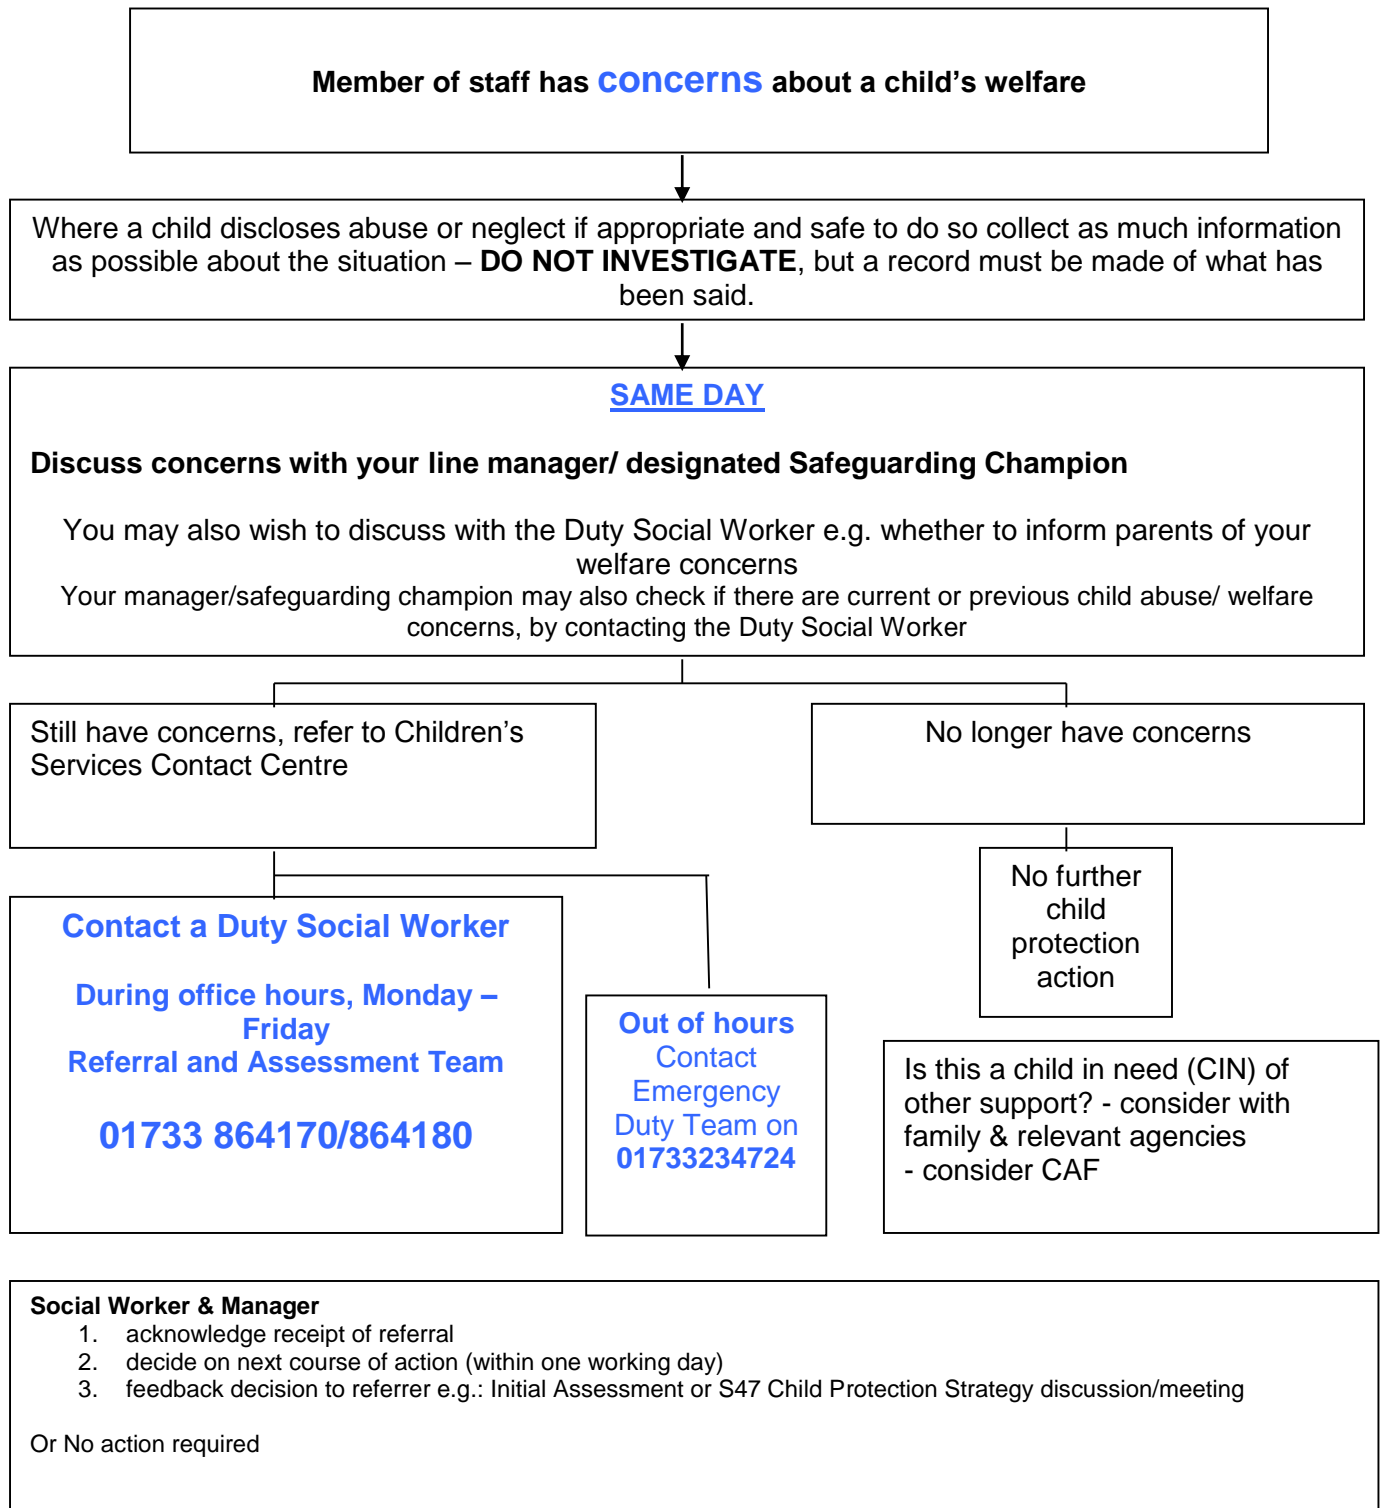 Member of staff has concerns about a child’s welfare
Where a child discloses abuse or neglect if appropriate and safe to do so collect as much information
as possible about the situation – DO NOT INVESTIGATE, but a record must be made of what has
been said.
SAME DAY
Discuss concerns with your line manager/ designated Safeguarding Champion
You may also wish to discuss with the Duty Social Worker e.g. whether to inform parents of your
welfare concerns
Your manager/safeguarding champion may also check if there are current or previous child abuse/ welfare
concerns, by contacting the Duty Social Worker
Still have concerns, refer to Children’s
Services Contact Centre
No longer have concerns
No further
child
protection
action
Contact a Duty Social Worker
During office hours, Monday –
Friday
Referral and Assessment Team
01733 864170/864180
Out of hours
Contact
Emergency
Duty Team on
01733234724
Is this a child in need (CIN) of
other support? - consider with
family & relevant agencies
- consider CAF
Social Worker & Manager
1. acknowledge receipt of referral
2. decide on next course of action (within one working day)
3. feedback decision to referrer e.g.: Initial Assessment or S47 Child Protection Strategy discussion/meeting
Or No action required